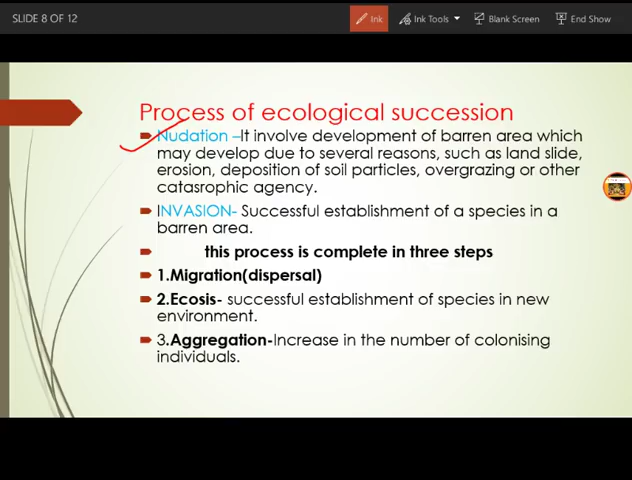 SLIDE 8 OF 12
Ink
Ink Tools
Blank Screen
End Show
Process of ecological succession
Nudation –It involve development of barren area which
may develop due to several reasons, such as land slide,
erosion, deposition of soil particles, overgrazing or other
catasrophic agency.
INVASION- Successful establishment of a species in a
barren area.
this process is complete in three steps
1.Migration(dispersal)
2.Ecosis- successful establishment of species in new
environment.
3.Aggregation-Increase in the number of colonising
individuals.